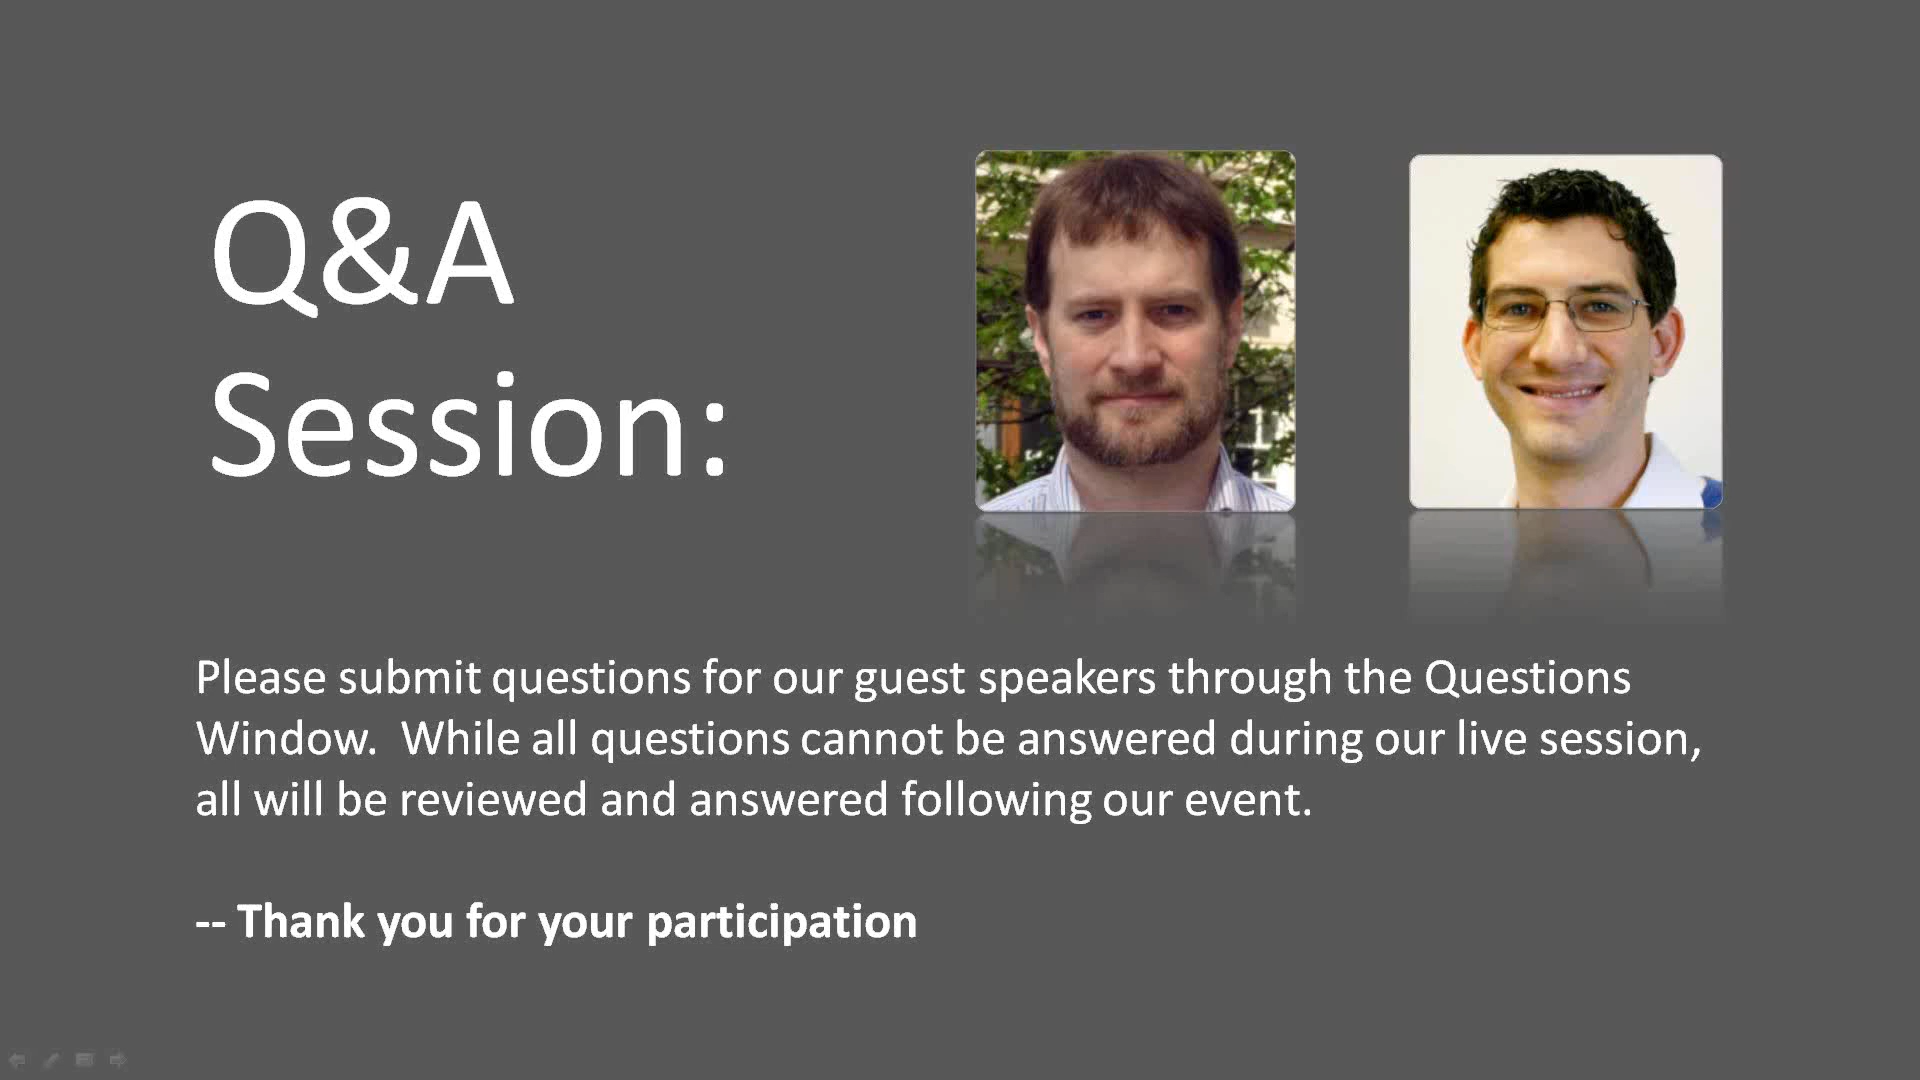 Q&A
Session:
Please submit questions for our guest speakers through the Questions
Window.  While all questions cannot be answered during our live session,
all will be reviewed and answered following our event.
-- Thank you for your participation